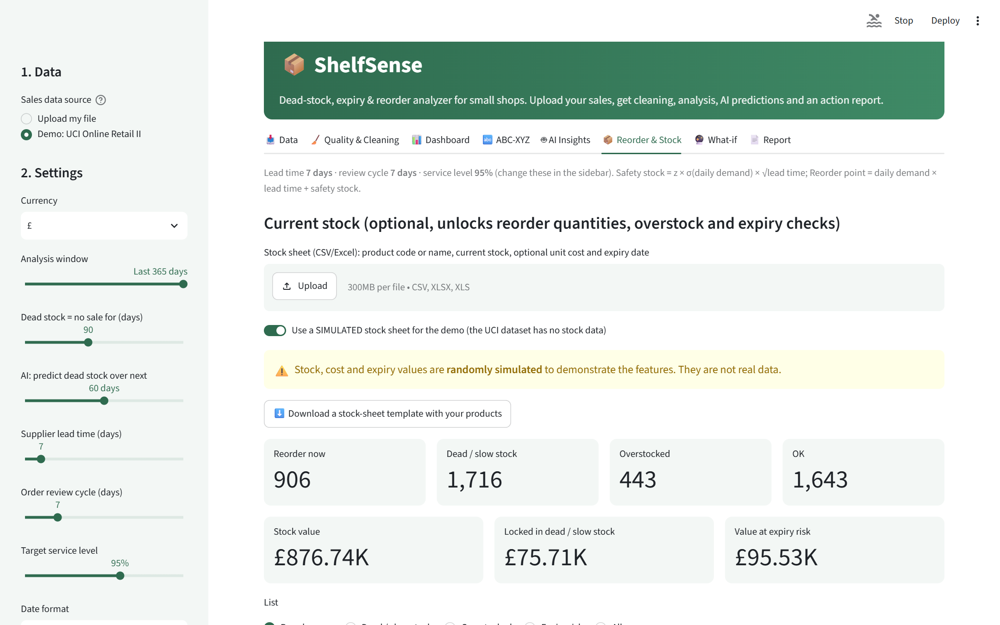 Stop
Deploy
1. Data
Sales data source
Upload my file
Demo: UCI Online Retail II
2. Settings
Currency
£
Analysis window
Last 365 days
Dead stock = no sale for (days)
90
AI: predict dead stock over next
60 days
Supplier lead time (days)
7
Order review cycle (days)
7
Target service level
95%
Date format
ShelfSense
Dead-stock, expiry & reorder analyzer for small shops. Upload your sales, get cleaning, analysis, AI predictions and an action report.
Data
Quality & Cleaning
Dashboard
abc ABC-XYZ
AI Insights
Reorder & Stock
What-if
Report
Lead time 7 days · review cycle 7 days · service level 95% (change these in the sidebar). Safety stock = z × σ(daily demand) × √lead time; Reorder point = daily demand ×
lead time + safety stock.
Current stock (optional, unlocks reorder quantities, overstock and expiry checks)
Stock sheet (CSV/Excel): product code or name, current stock, optional unit cost and expiry date
Upload
300MB per file • CSV, XLSX, XLS
Use a SIMULATED stock sheet for the demo (the UCI dataset has no stock data)
Stock, cost and expiry values are randomly simulated to demonstrate the features. They are not real data.
Download a stock-sheet template with your products
Reorder now
906
Dead / slow stock
1,716
Overstocked
443
OK
1,643
Stock value
£876.74K
Locked in dead / slow stock
£75.71K
Value at expiry risk
£95.53K
List